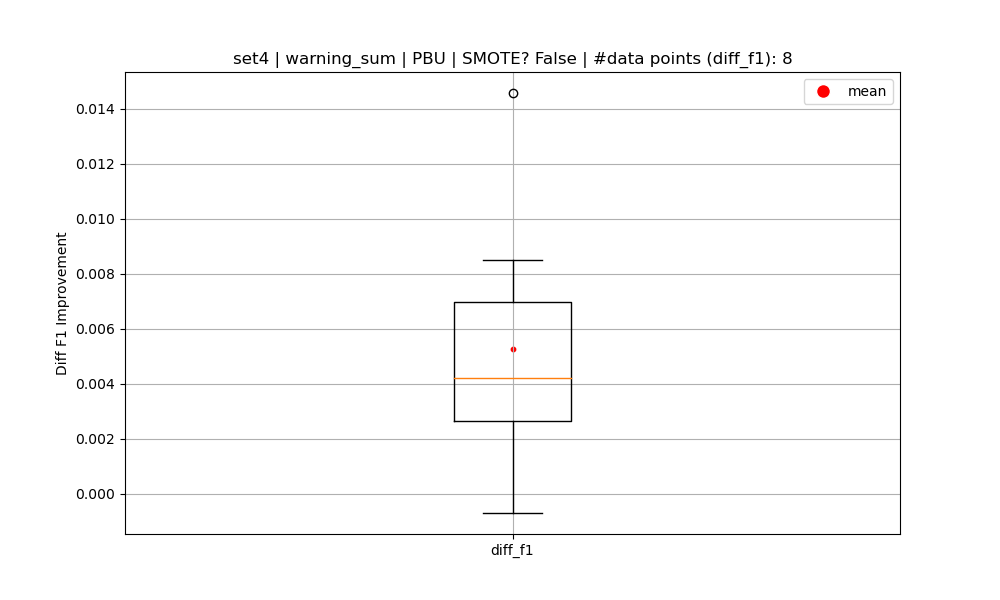 set4 | warning_sum | PBU | SMOTE? False | #data points (diff_f1): 8
mean
0.014
0.012
0.010
0.008
0.006
0.004
0.002
0.000
Diff F1 Improvement
diff_f1